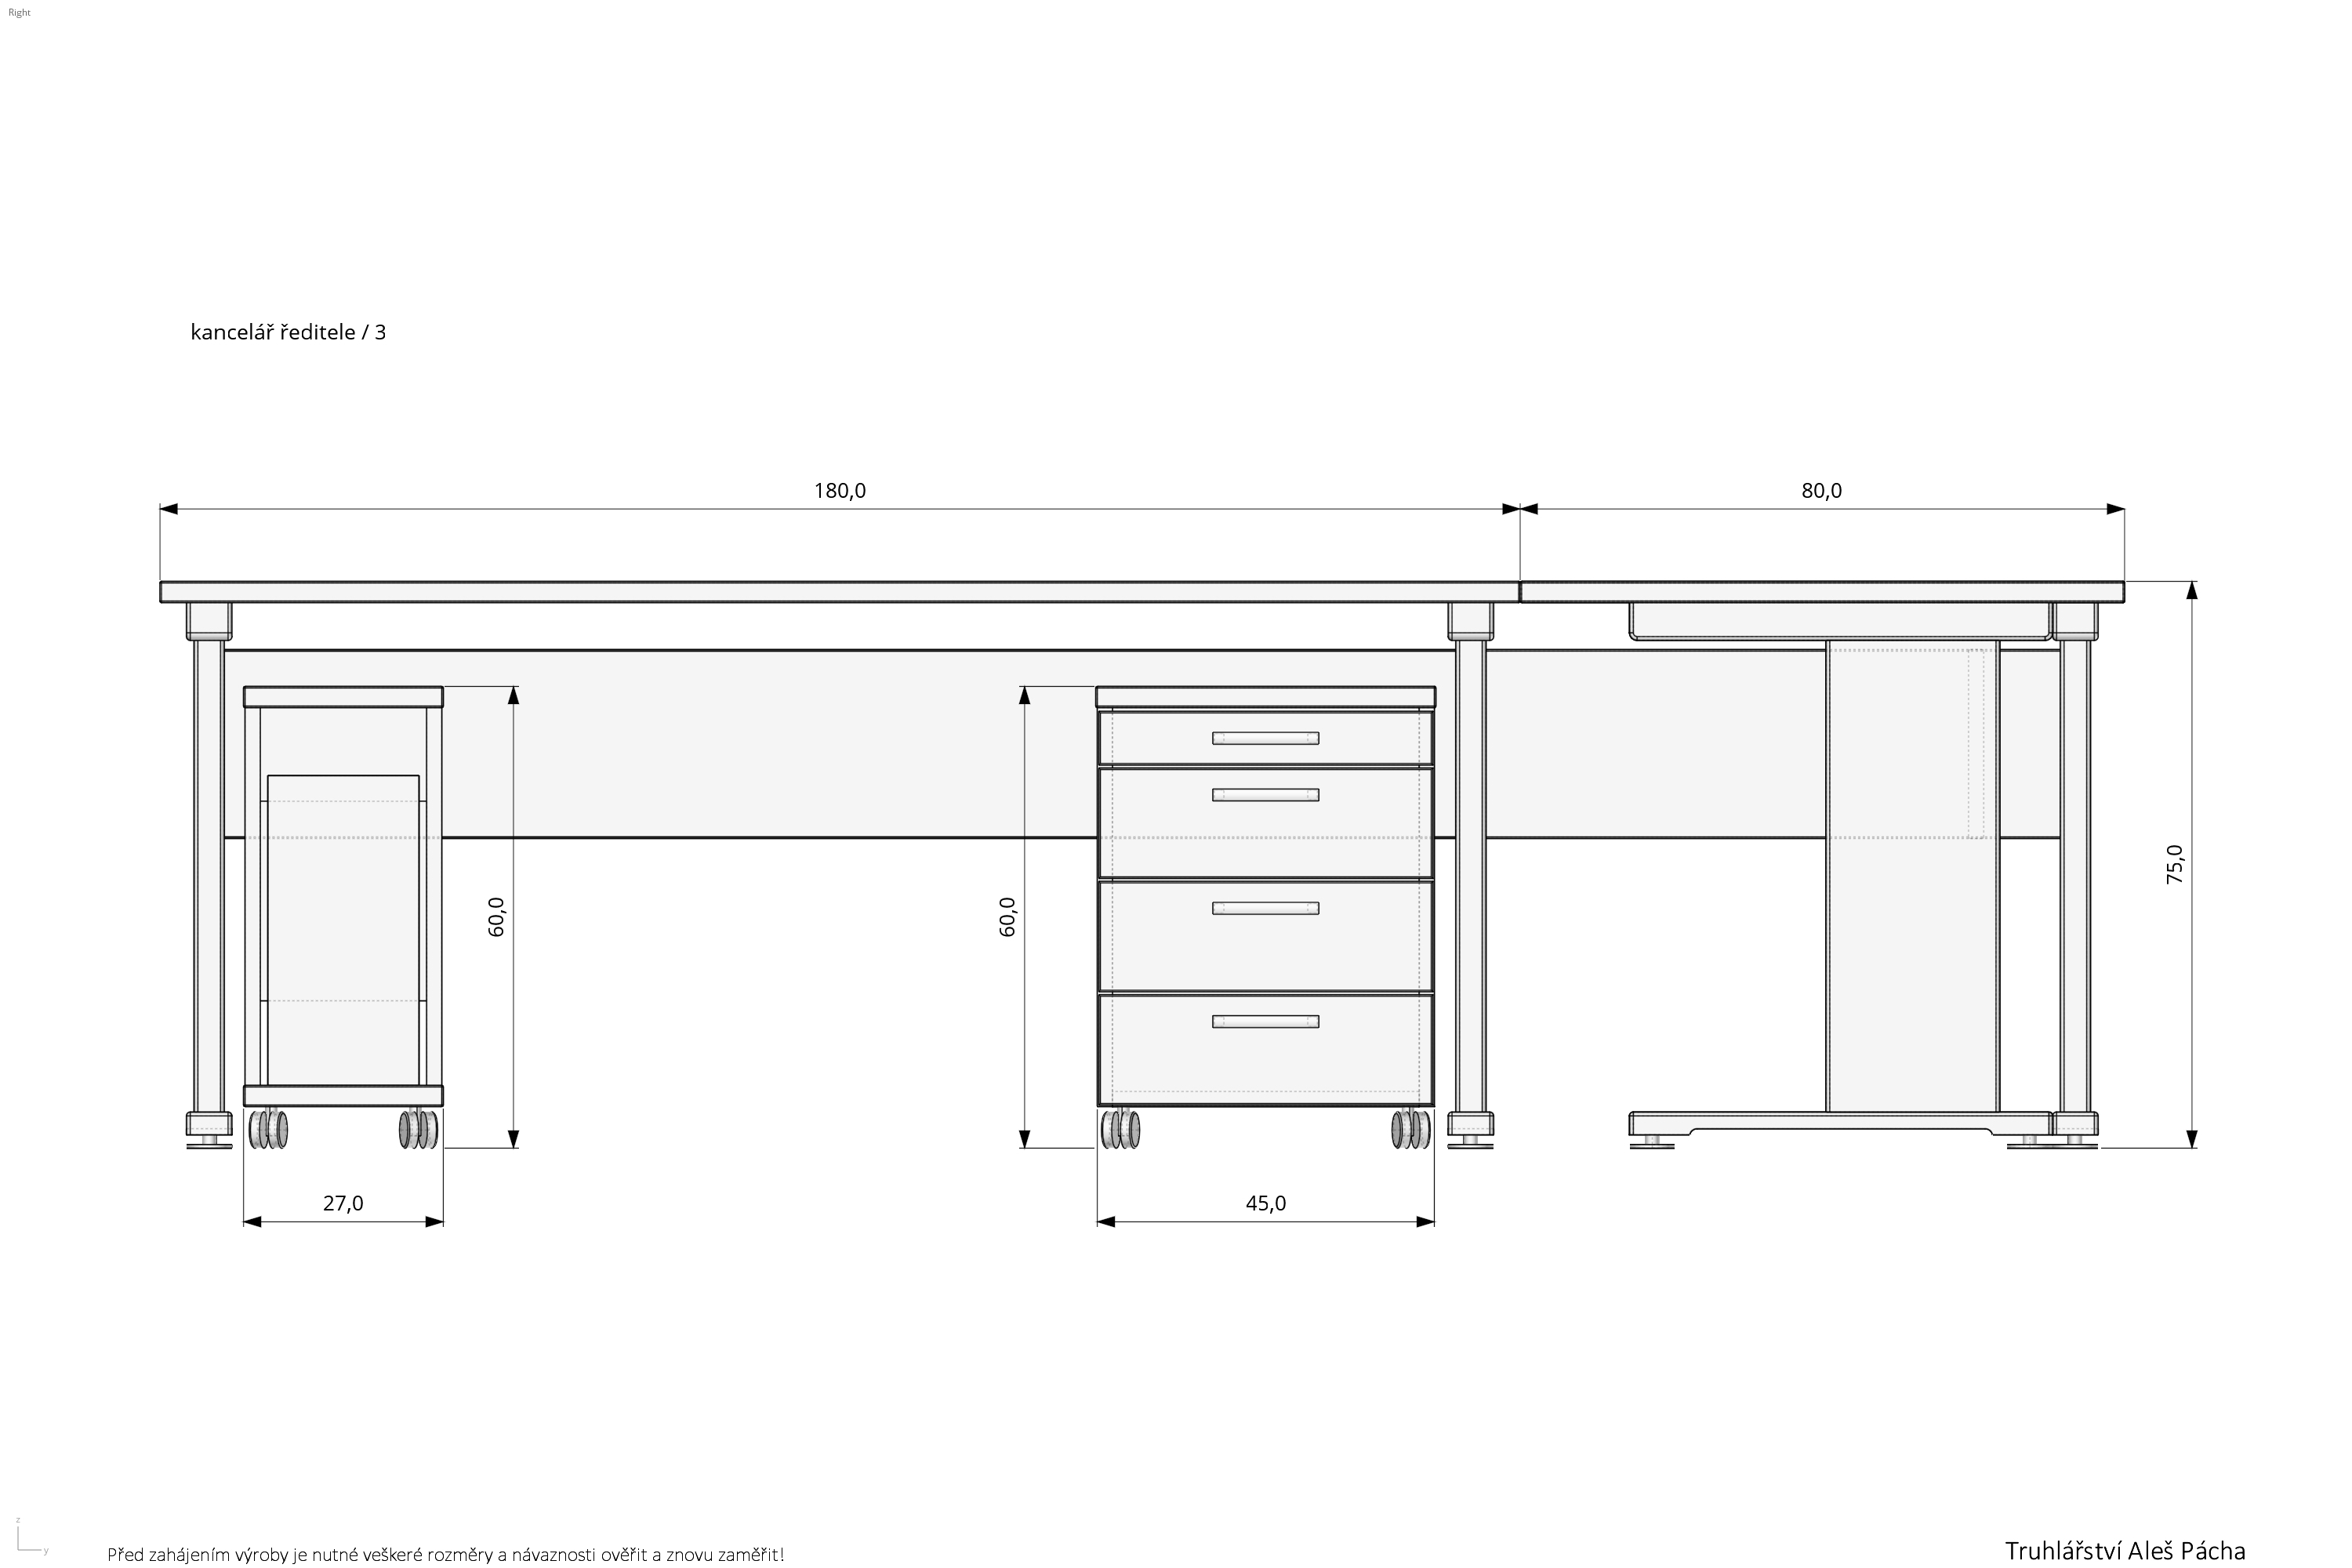 Right
kancelář ředitele / 3
180,0
80,0
75,0
60,0
60,0
27,0
45,0
z
y
Před zahájením výroby je nutné veškeré rozměry a návaznosti ověřit a znovu zaměřit!
Truhlářství Aleš Pácha